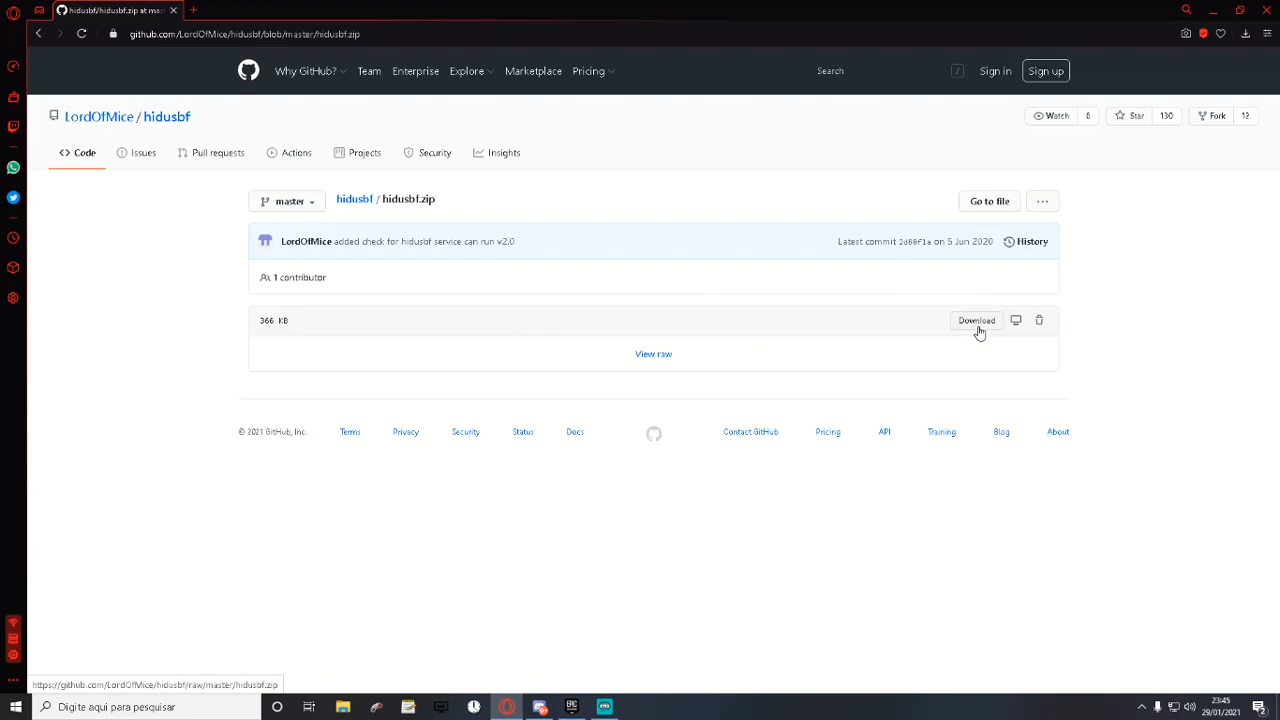 hidusbf/hidusbf.zip at mas
github.com/LordOfMice/hidusbf/blob/master/hidusbf.zip
Why GitHub? Team Enterprise Explore Marketplace Pricing Search / Sign in Sign up
LordOfMice / hidusbf Watch 6 Star 130 Fork 12
<> Code Issues Pull requests Actions Projects Security Insights
master hidusbf / hidusbf.zip Go to file ...
LordOfMice added check for hidusbf service can run v2.0 Latest commit 2d88f1a on 5 Jun 2020 History
1 contributor
366 KB Download
View raw
© 2021 GitHub, Inc. Terms Privacy Security Status Docs Contact GitHub Pricing API Training Blog About
https://github.com/LordOfMice/hidusbf/raw/master/hidusbf.zip
Digite aqui para pesquisar EPIC 23:45
29/01/2021 2